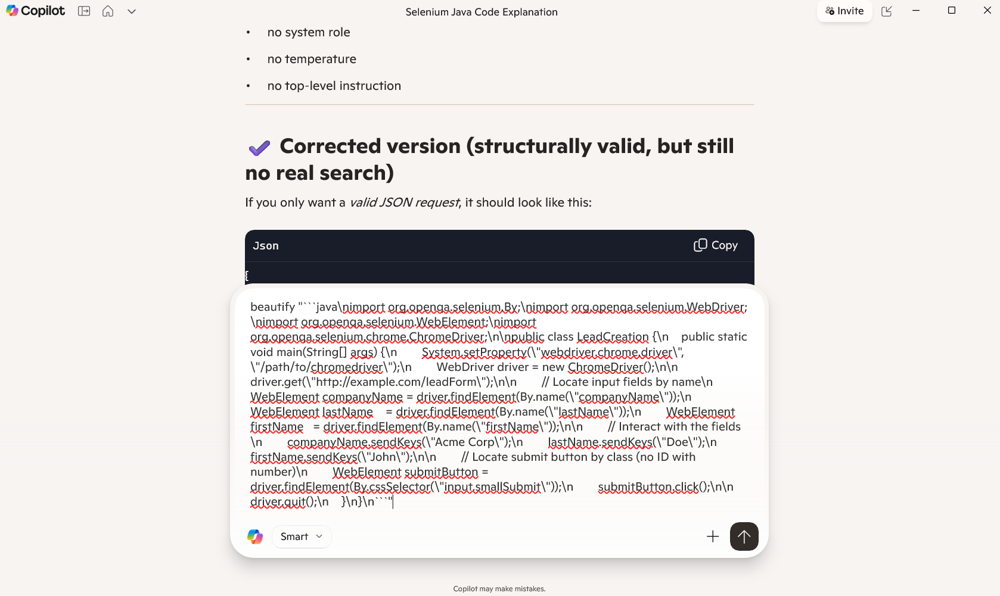 Copilot
Selenium Java Code Explanation
Invite
• no system role
• no temperature
• no top-level instruction
Corrected version (structurally valid, but still
no real search)
If you only want a valid JSON request, it should look like this:
Json
Copy
{
beautify "```java\nimport org.openqa.selenium.By;\nimport org.openqa.selenium.WebDriver;
\nimport org.openqa.selenium.WebElement;\nimport
org.openqa.selenium.chrome.ChromeDriver;\n\npublic class LeadCreation {\n    public static
void main(String[] args) {\n        System.setProperty(\"webdriver.chrome.driver\",
\"/path/to/chromedriver\");\n        WebDriver driver = new ChromeDriver();\n\n
driver.get(\"http://example.com/leadForm\");\n\n        // Locate input fields by name\n
WebElement companyName = driver.findElement(By.name(\"companyName\"));\n
WebElement lastName    = driver.findElement(By.name(\"lastName\"));\n        WebElement
firstName   = driver.findElement(By.name(\"firstName\"));\n\n        // Interact with the fields
\n        companyName.sendKeys(\"Acme Corp\");\n        lastName.sendKeys(\"Doe\");\n
firstName.sendKeys(\"John\");\n\n        // Locate submit button by class (no ID with
number)\n        WebElement submitButton =
driver.findElement(By.cssSelector(\"input.smallSubmit\"));\n        submitButton.click();\n\n
driver.quit();\n    }\n}\n```"
Smart
Copilot may make mistakes.